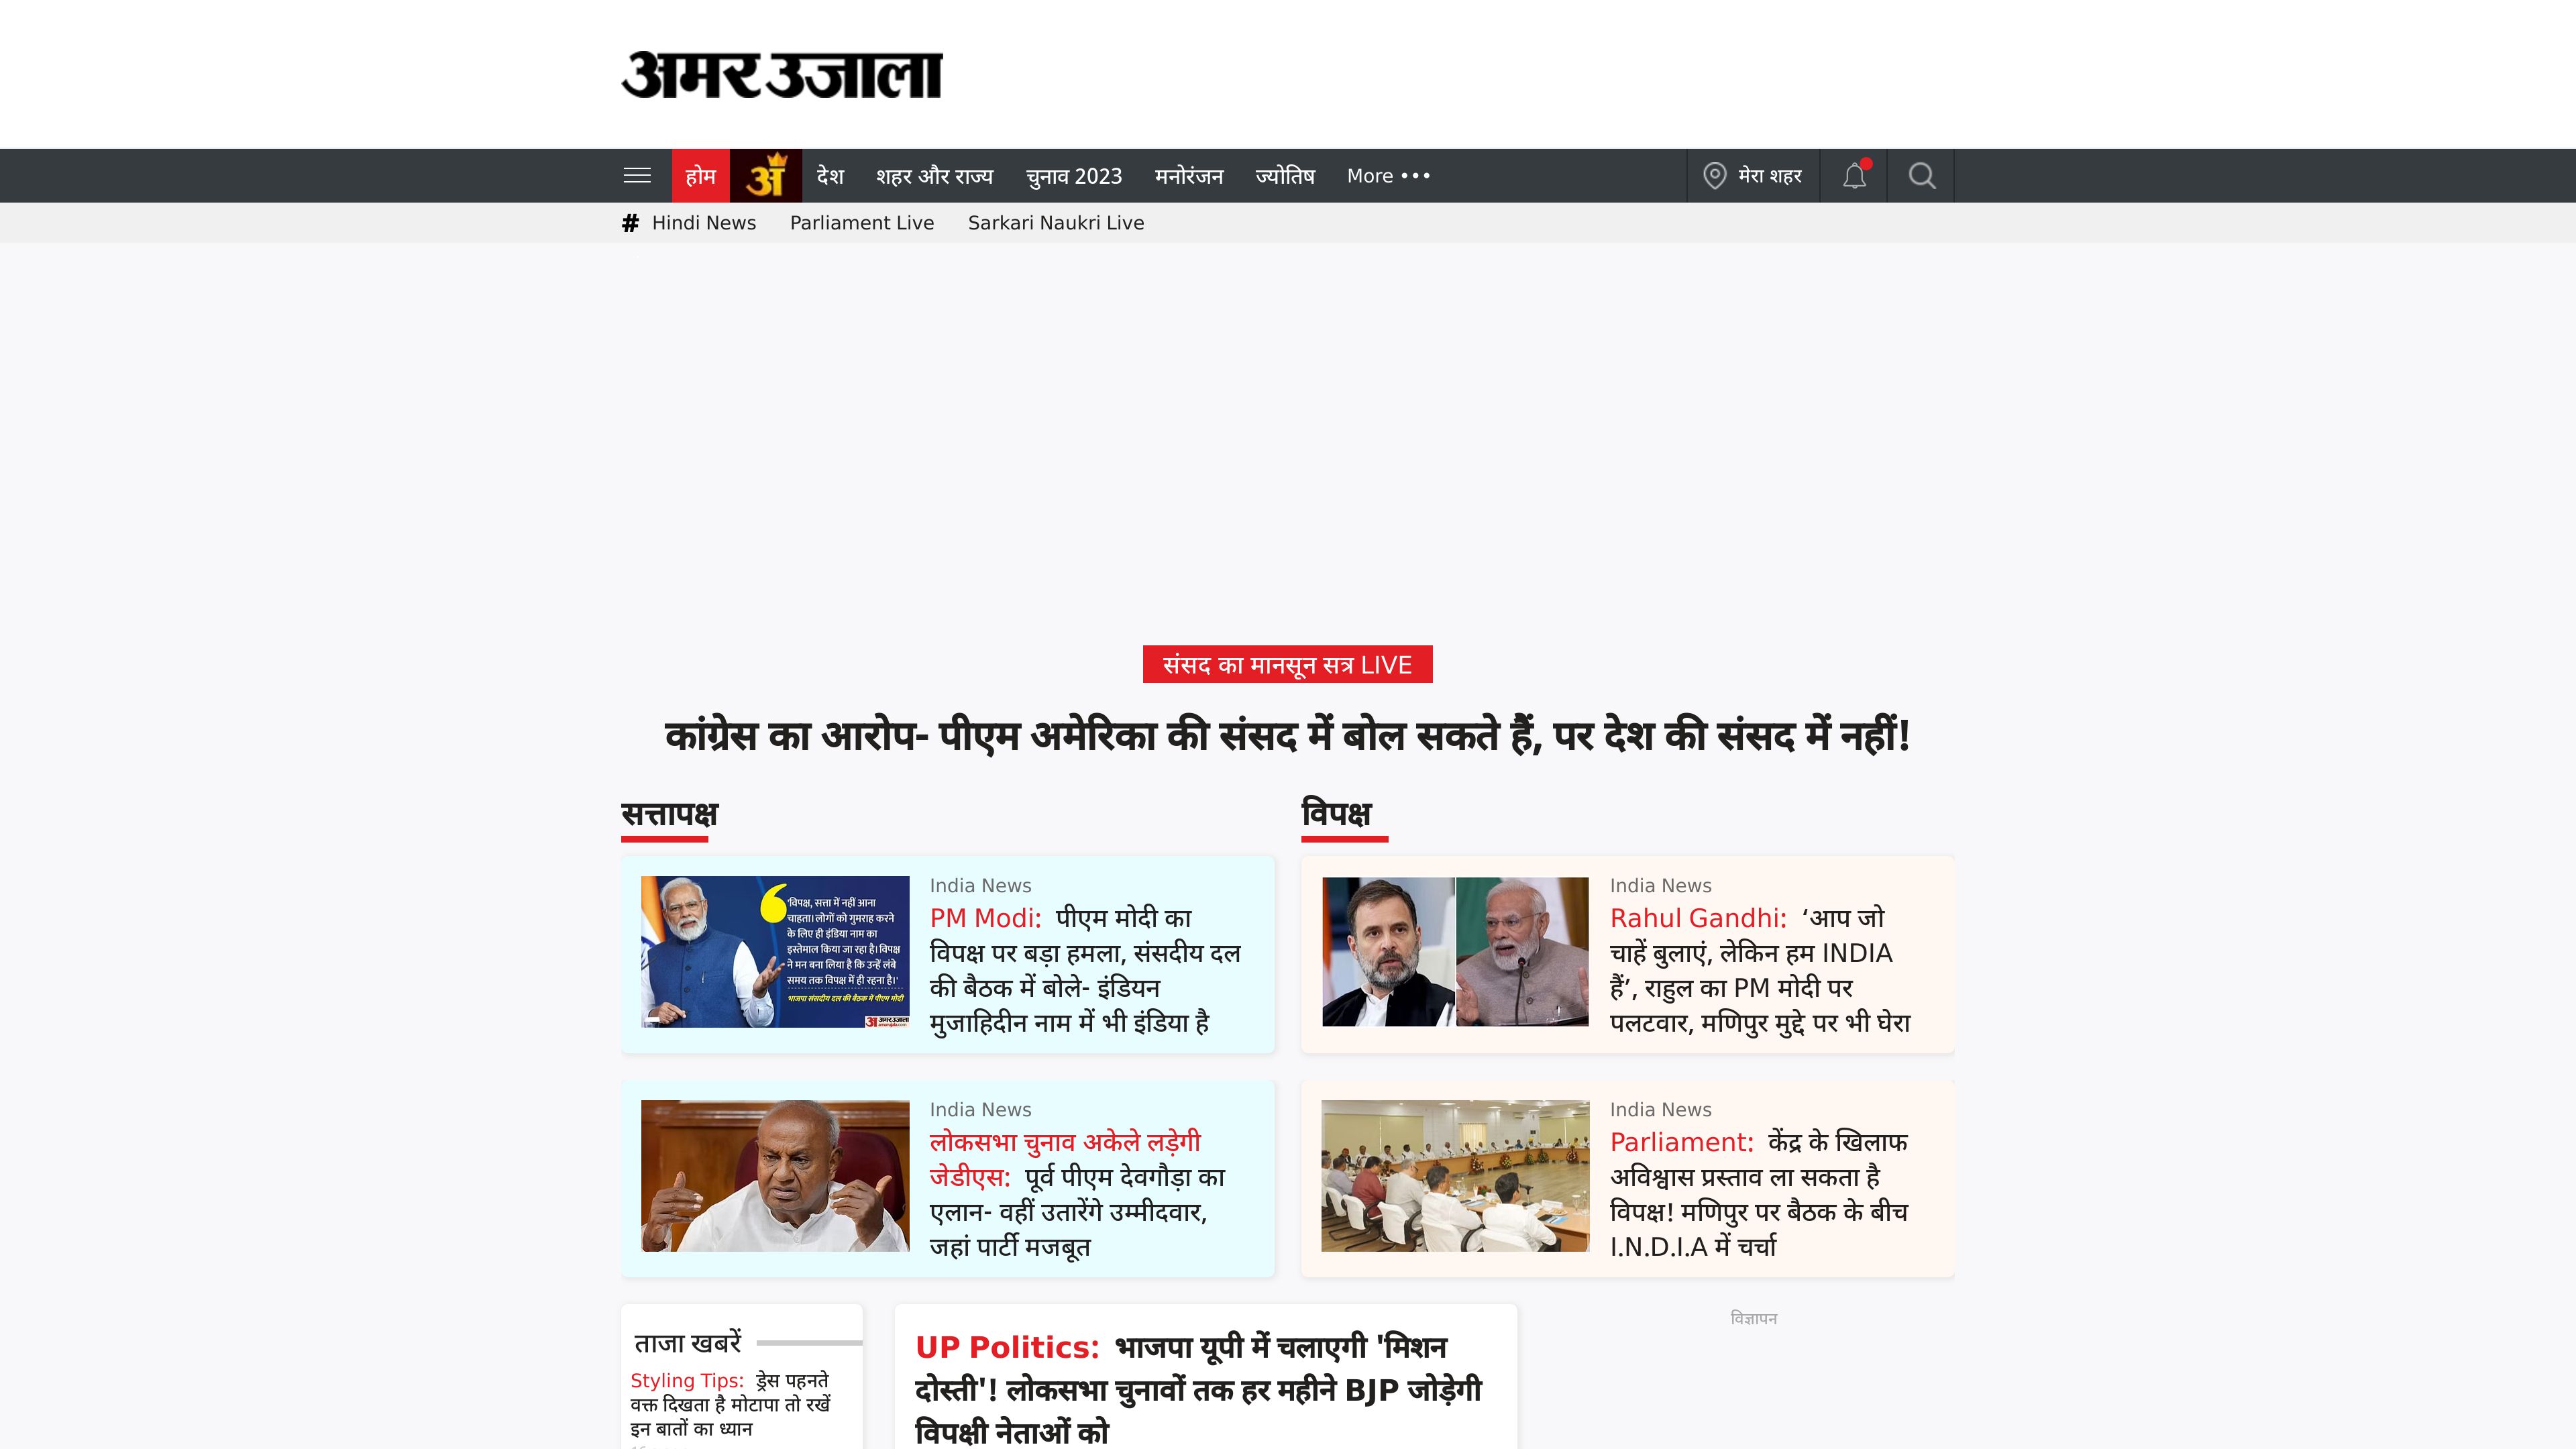 अमर उजाला
होम अं देश शहर और राज्य चुनाव 2023 मनोरंजन ज्योतिष More ••• मेरा शहर
# Hindi News Parliament Live Sarkari Naukri Live
संसद का मानसून सत्र LIVE
कांग्रेस का आरोप- पीएम अमेरिका की संसद में बोल सकते हैं, पर देश की संसद में नहीं!
सत्तापक्ष
'विपक्ष, सत्ता में नहीं आना
चाहता। लोगों को गुमराह करने
के लिए ही इंडिया नाम का
इस्तेमाल किया जा रहा है। विपक्ष
ने मन बना लिया है कि उन्हें लंबे
समय तक विपक्ष में ही रहना है।'
भाजपा संसदीय दल की बैठक में पीएम मोदी
अमर उजाला
India News
PM Modi: पीएम मोदी का
विपक्ष पर बड़ा हमला, संसदीय दल
की बैठक में बोले- इंडियन
मुजाहिदीन नाम में भी इंडिया है
India News
लोकसभा चुनाव अकेले लड़ेगी
जेडीएस: पूर्व पीएम देवगौड़ा का
एलान- वहीं उतारेंगे उम्मीदवार,
जहां पार्टी मजबूत
विपक्ष
India News
Rahul Gandhi: ‘आप जो
चाहें बुलाएं, लेकिन हम INDIA
हैं’, राहुल का PM मोदी पर
पलटवार, मणिपुर मुद्दे पर भी घेरा
India News
Parliament: केंद्र के खिलाफ
अविश्वास प्रस्ताव ला सकता है
विपक्ष! मणिपुर पर बैठक के बीच
I.N.D.I.A में चर्चा
ताजा खबरें
Styling Tips: ड्रेस पहनते
वक्त दिखता है मोटापा तो रखें
इन बातों का ध्यान
UP Politics: भाजपा यूपी में चलाएगी 'मिशन
दोस्ती'! लोकसभा चुनावों तक हर महीने BJP जोड़ेगी
विपक्षी नेताओं को
विज्ञापन